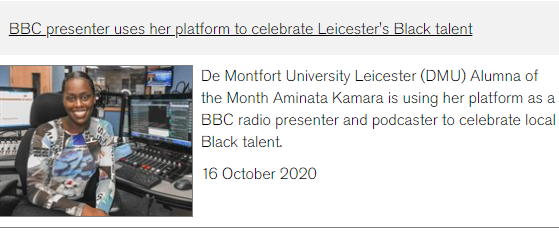 BBC presenter uses her platform to celebrate Leicester's Black talent
De Montfort University Leicester (DMU) Alumna of
the Month Aminata Kamara is using her platform as a
BBC radio presenter and podcaster to celebrate local
Black talent.
16 October 2020